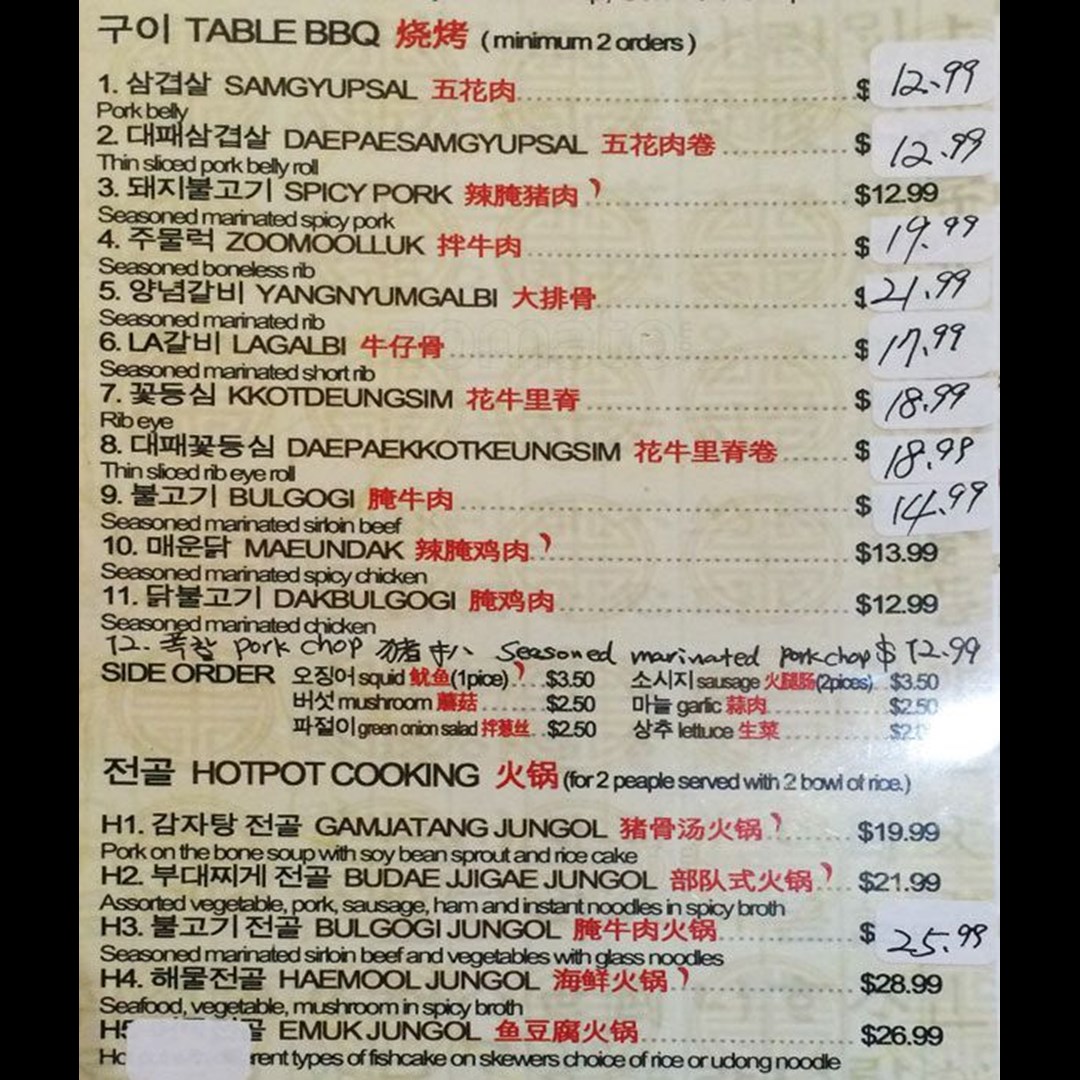 구이 TABLE BBQ 烧烤 (minimum 2 orders)
1. 삼겹살 SAMGYUPSAL 五花肉 $12.99
Pork belly
2. 대패삼겹살 DAEPAESAMGYUPSAL 五花肉卷 $12.99
Thin sliced pork belly roll
3. 돼지불고기 SPICY PORK 辣腌猪肉 $12.99
Seasoned marinated spicy pork
4. 주물럭 ZOOMOOLLUK 拌牛肉 $19.99
Seasoned boneless rib
5. 양념갈비 YANGNYUMGALBI 大排骨 $21.99
Seasoned marinated rib
6. LA갈비 LAGALBI 牛仔骨 $17.99
Seasoned marinated short rib
7. 꽃등심 KKOTDEUNGSIM 花牛里脊 $18.99
Rib eye
8. 대패꽃등심 DAEPAEKKOTKEUNGSIM 花牛里脊卷 $18.99
Thin sliced rib eye roll
9. 불고기 BULGOGI 腌牛肉 $14.99
Seasoned marinated sirloin beef
10. 매운닭 MAEUNDAK 辣腌鸡肉 $13.99
Seasoned marinated spicy chicken
11. 닭불고기 DAKBULGOGI 腌鸡肉 $12.99
Seasoned marinated chicken
12. 폭찹 pork chop 猪扒 Seasoned marinated porkchop $12.99
SIDE ORDER 오징어 squid 鱿鱼 (1pice) $3.50 소시지 sausage 火腿肠 (2pices) $3.50
버섯 mushroom 蘑菇 $2.50 마늘 garlic 蒜肉 $2.50
파절이 green onion salad 拌葱丝 $2.50 상추 lettuce 生菜
전골 HOTPOT COOKING 火锅 (for 2 peaple served with 2 bowl of rice.)
H1. 감자탕 전골 GAMJATANG JUNGOL 猪骨汤火锅 $19.99
Pork on the bone soup with soy bean sprout and rice cake
H2. 부대찌게 전골 BUDAE JJIGAE JUNGOL 部队式火锅 $21.99
Assorted vegetable, pork, sausage, ham and instant noodles in spicy broth
H3. 불고기 전골 BULGOGI JUNGOL 腌牛肉火锅 $25.99
Seasoned marinated sirloin beef and vegetables with glass noodles
H4. 해물전골 HAEMOOL JUNGOL 海鲜火锅 $28.99
Seafood, vegetable, mushroom in spicy broth
EMUK JUNGOL 鱼豆腐火锅 $26.99
types of fishcake on skewers choice of rice or udong noodle